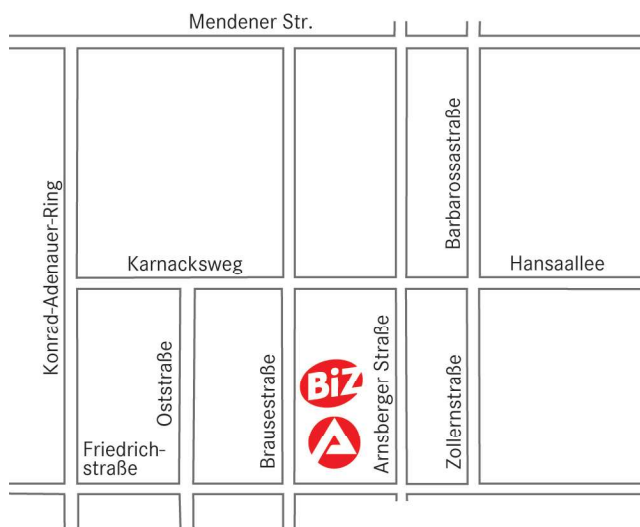 Mendener Str.
Konrad-Adenauer-Ring
Karnacksweg
Barbarossastraße
Hansaallee
Oststraße
Friedrich-
straße
Brausestraße
BiZ
Arnsberger Straße
Zollernstraße